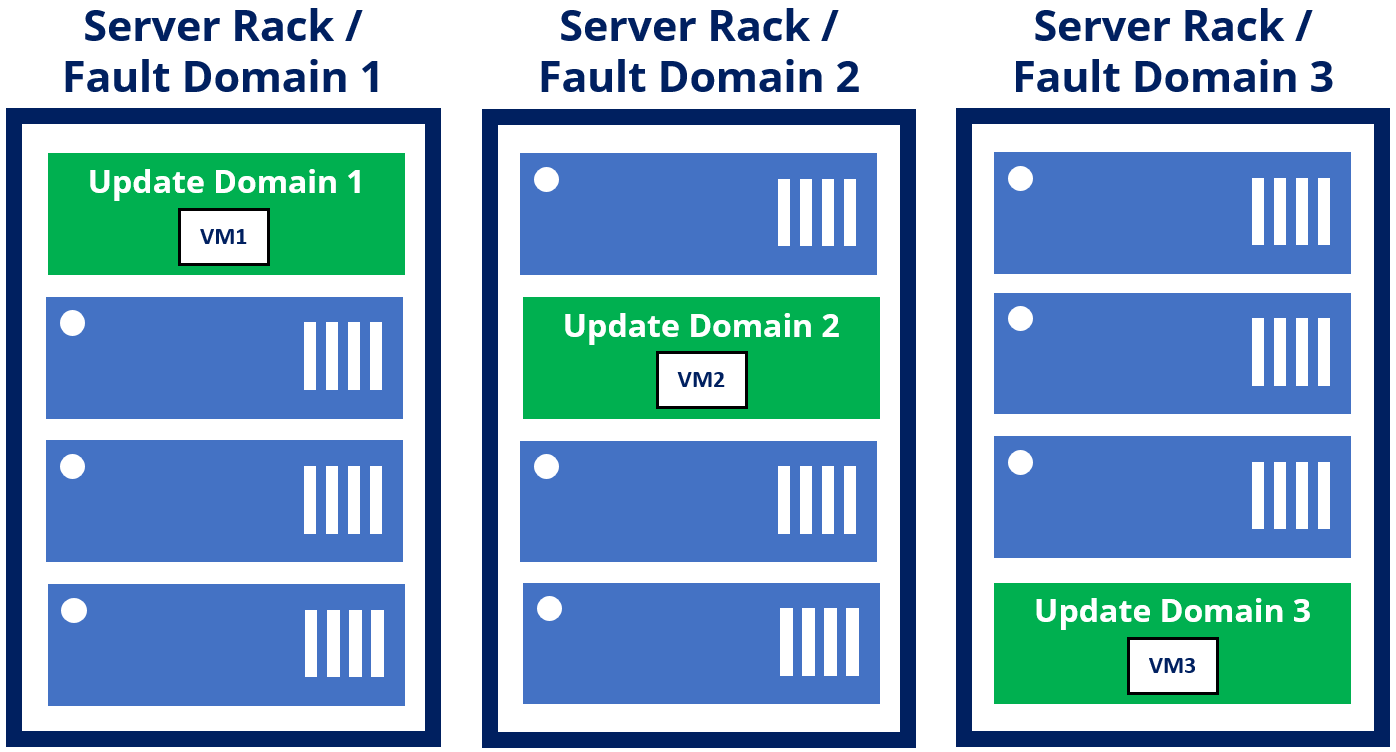 Server Rack /
Fault Domain 1
Update Domain 1
VM1
Server Rack /
Fault Domain 2
Update Domain 2
VM2
Server Rack /
Fault Domain 3
Update Domain 3
VM3